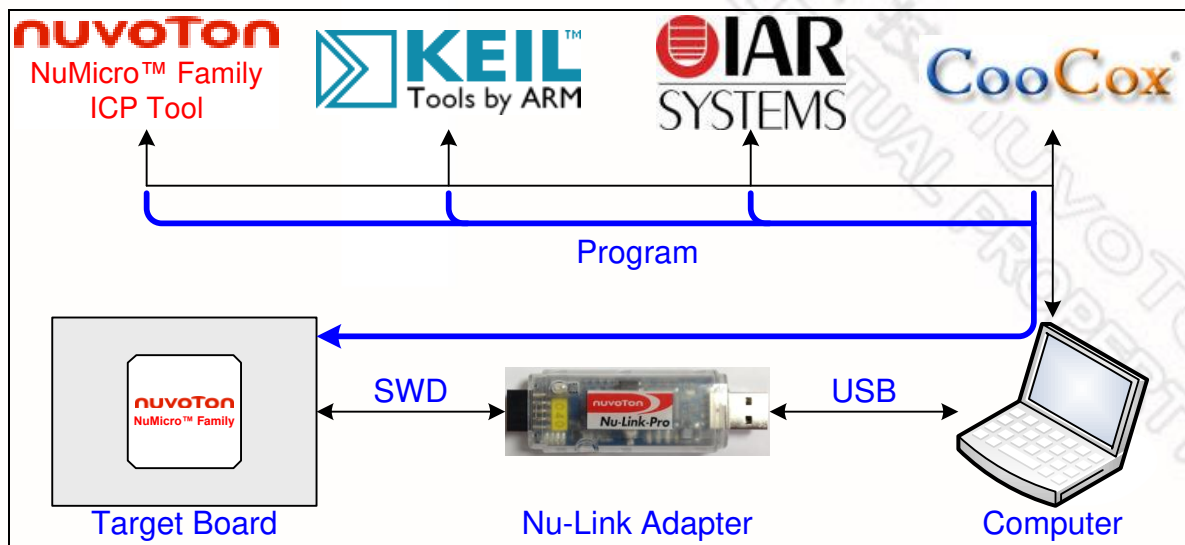 nuvoTon
NuMicro™ Family
ICP Tool
KEIL™
Tools by ARM
IAR
SYSTEMS
CooCox®
Program
nuvoTon
NuMicro™ Family
SWD
nuvoTon
Nu-Link-Pro
USB
Target Board
Nu-Link Adapter
Computer